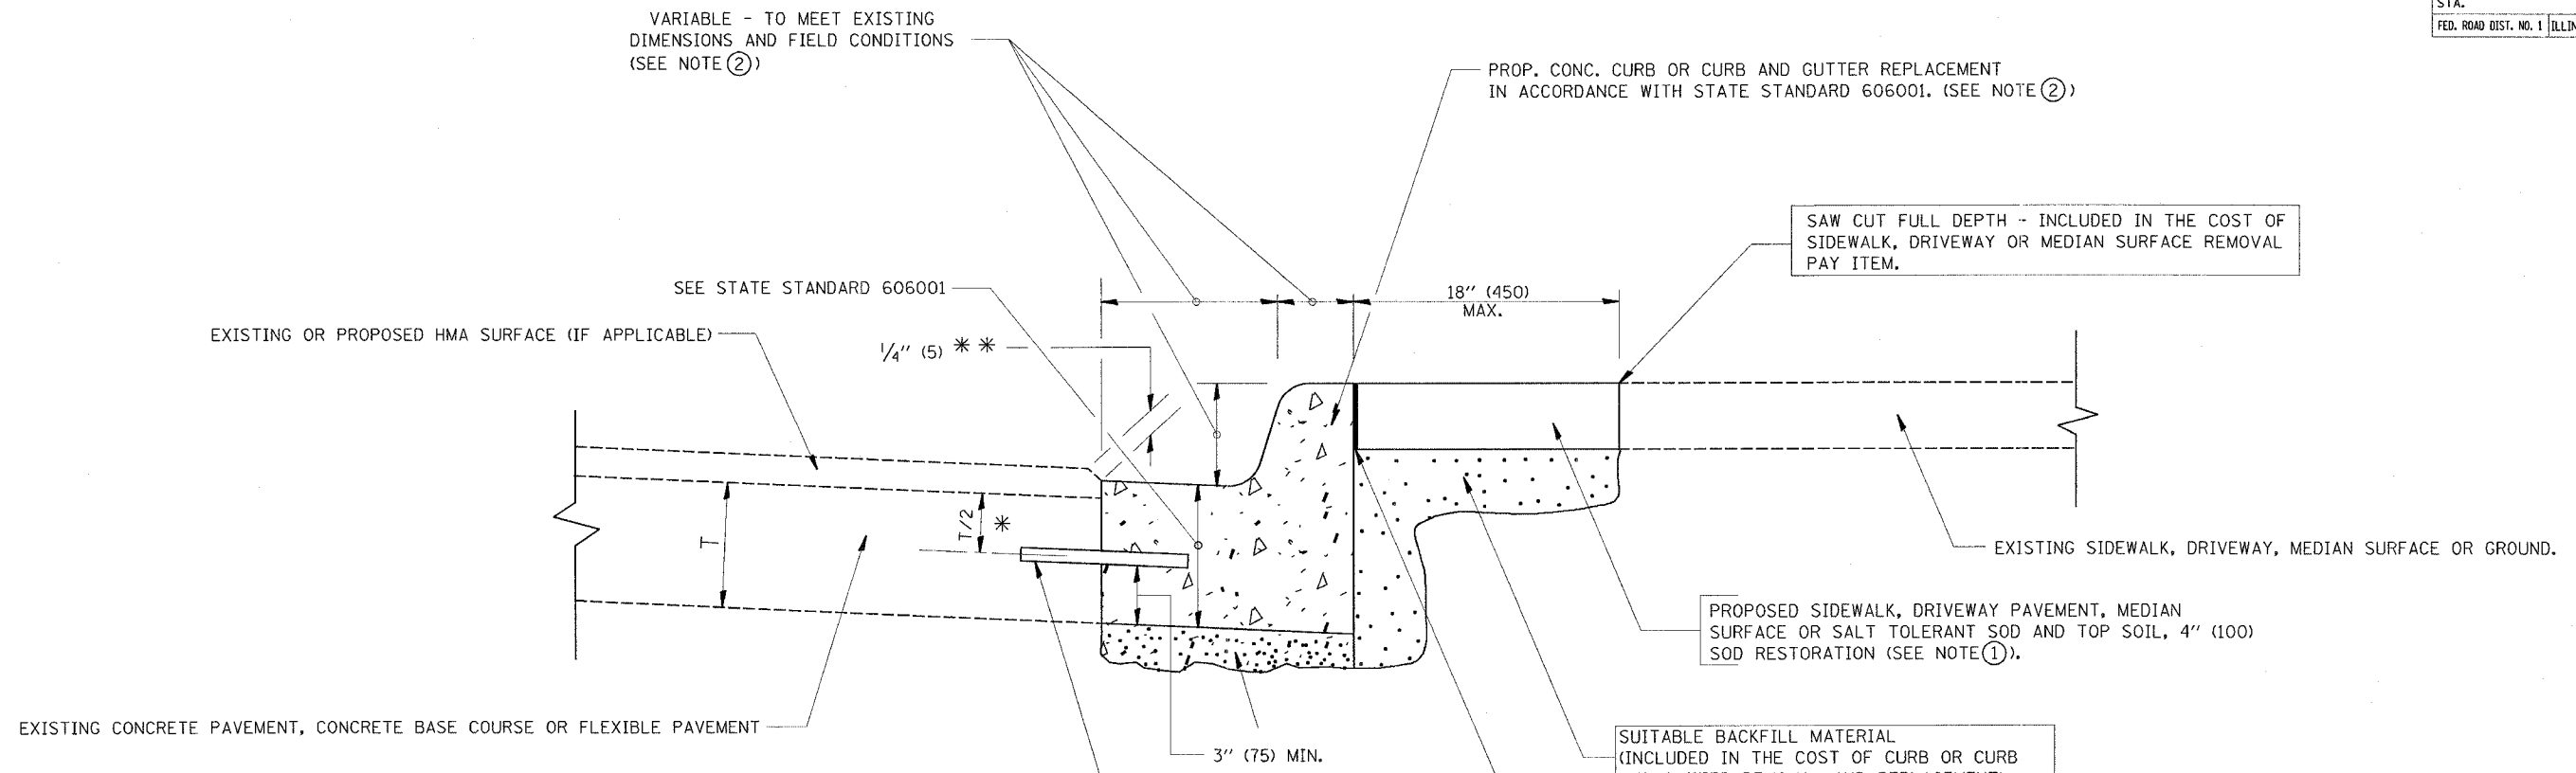 STA.
FED. ROAD DIST. NO. 1
VARIABLE - TO MEET EXISTING
DIMENSIONS AND FIELD CONDITIONS
(SEE NOTE 2)
PROP. CONC. CURB OR CURB AND GUTTER REPLACEMENT
IN ACCORDANCE WITH STATE STANDARD 606001. (SEE NOTE 2)
SAW CUT FULL DEPTH - INCLUDED IN THE COST OF
SIDEWALK, DRIVEWAY OR MEDIAN SURFACE REMOVAL
PAY ITEM.
SEE STATE STANDARD 606001
18" (450)
MAX.
EXISTING OR PROPOSED HMA SURFACE (IF APPLICABLE)
1/4" (5) * *
T
T/2
*
EXISTING SIDEWALK, DRIVEWAY, MEDIAN SURFACE OR GROUND.
PROPOSED SIDEWALK, DRIVEWAY PAVEMENT, MEDIAN
SURFACE OR SALT TOLERANT SOD AND TOP SOIL, 4" (100)
SOD RESTORATION (SEE NOTE 1).
EXISTING CONCRETE PAVEMENT, CONCRETE BASE COURSE OR FLEXIBLE PAVEMENT
3" (75) MIN.
SUITABLE BACKFILL MATERIAL
(INCLUDED IN THE COST OF CURB OR CURB